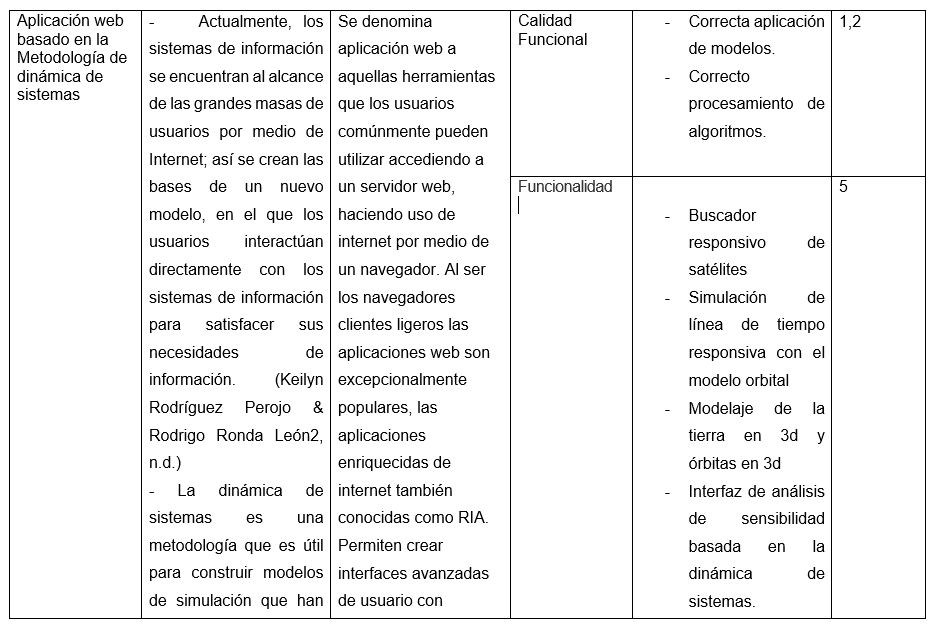 Aplicación web
basado en la
Metodología de
dinámica de
sistemas
- Actualmente, los
sistemas de información
se encuentran al alcance
de las grandes masas de
usuarios por medio de
Internet; así se crean las
bases de un nuevo
modelo, en el que los
usuarios interactúan
directamente con los
sistemas de información
para satisfacer sus
necesidades de
información. (Keilyn
Rodríguez Perojo &
Rodrigo Ronda León2,
n.d.)
- La dinámica de
sistemas es una
metodología que es útil
para construir modelos
de simulación que han
Se denomina
aplicación web a
aquellas herramientas
que los usuarios
comúnmente pueden
utilizar accediendo a
un servidor web,
haciendo uso de
internet por medio de
un navegador. Al ser
los navegadores
clientes ligeros las
aplicaciones web son
excepcionalmente
populares, las
aplicaciones
enriquecidas de
internet también
conocidas como RIA.
Permiten crear
interfaces avanzadas
de usuario con
Calidad
Funcional
- Correcta aplicación
de modelos.
- Correcto
procesamiento de
algoritmos.
1,2
Funcionalidad
- Buscador
responsivo de
satélites
- Simulación de
línea de tiempo
responsiva con el
modelo orbital
- Modelaje de la
tierra en 3d y
órbitas en 3d
- Interfaz de análisis
de sensibilidad
basada en la
dinámica de
sistemas.
5